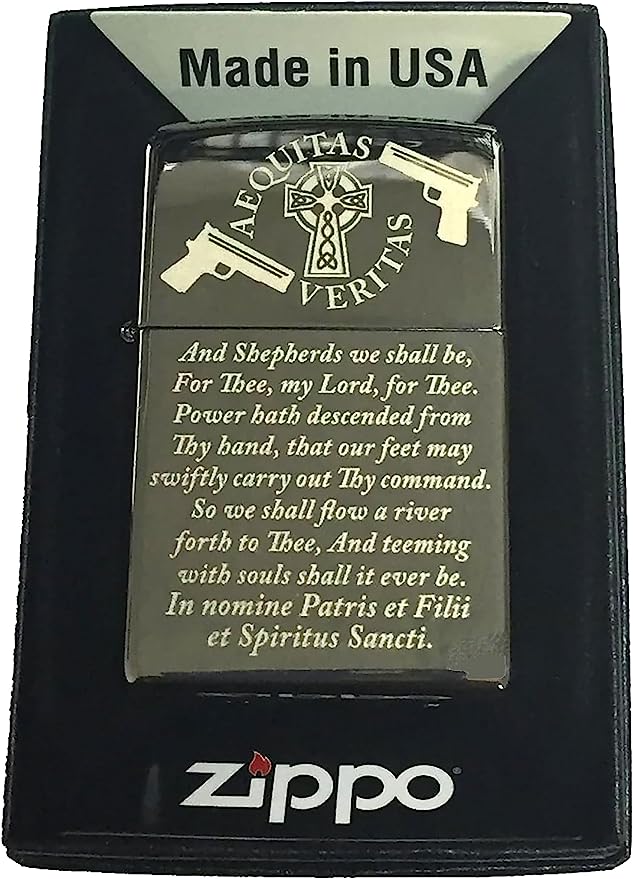 Made in USA
AEQUITAS
VERITAS
And Shepherds we shall be,
For Thee, my Lord, for Thee.
Power hath descended from
Thy hand, that our feet may
swiftly carry out Thy command.
So we shall flow a river
forth to Thee, And teeming
with souls shall it ever be.
In nomine Patris et Filii
et Spiritus Sancti.
zippo